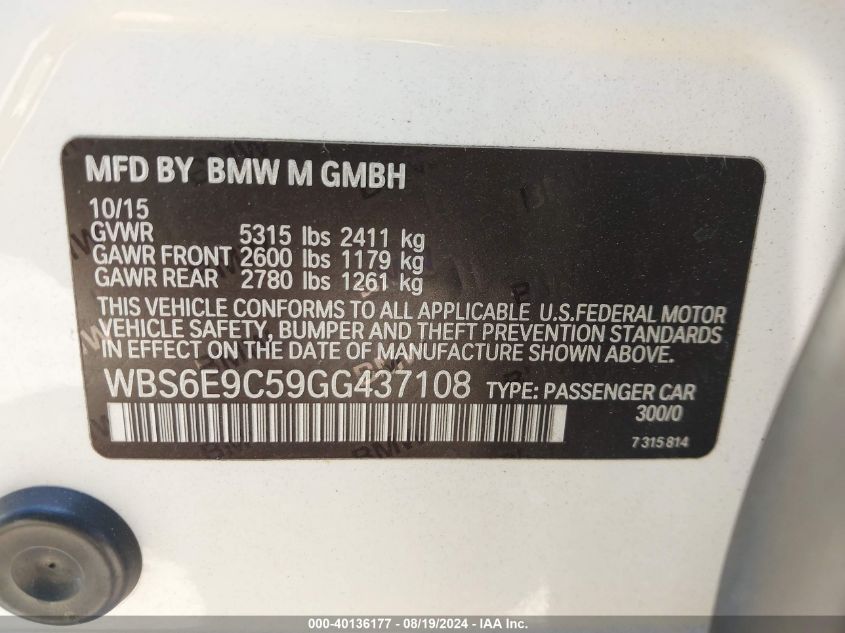 MFD BY BMW M GMBH
10/15
GVWR 5315 lbs 2411 kg
GAWR FRONT 2600 lbs 1179 kg
GAWR REAR 2780 lbs 1261 kg
THIS VEHICLE CONFORMS TO ALL APPLICABLE U.S.FEDERAL MOTOR
VEHICLE SAFETY, BUMPER AND THEFT PREVENTION STANDARDS
IN EFFECT ON THE DATE OF MANUFACTURE SHOWN ABOVE.
WBS6E9C59GG437108 TYPE: PASSENGER CAR
300/0
7 315 814
000-40136177 - 08/19/2024 - IAA Inc.